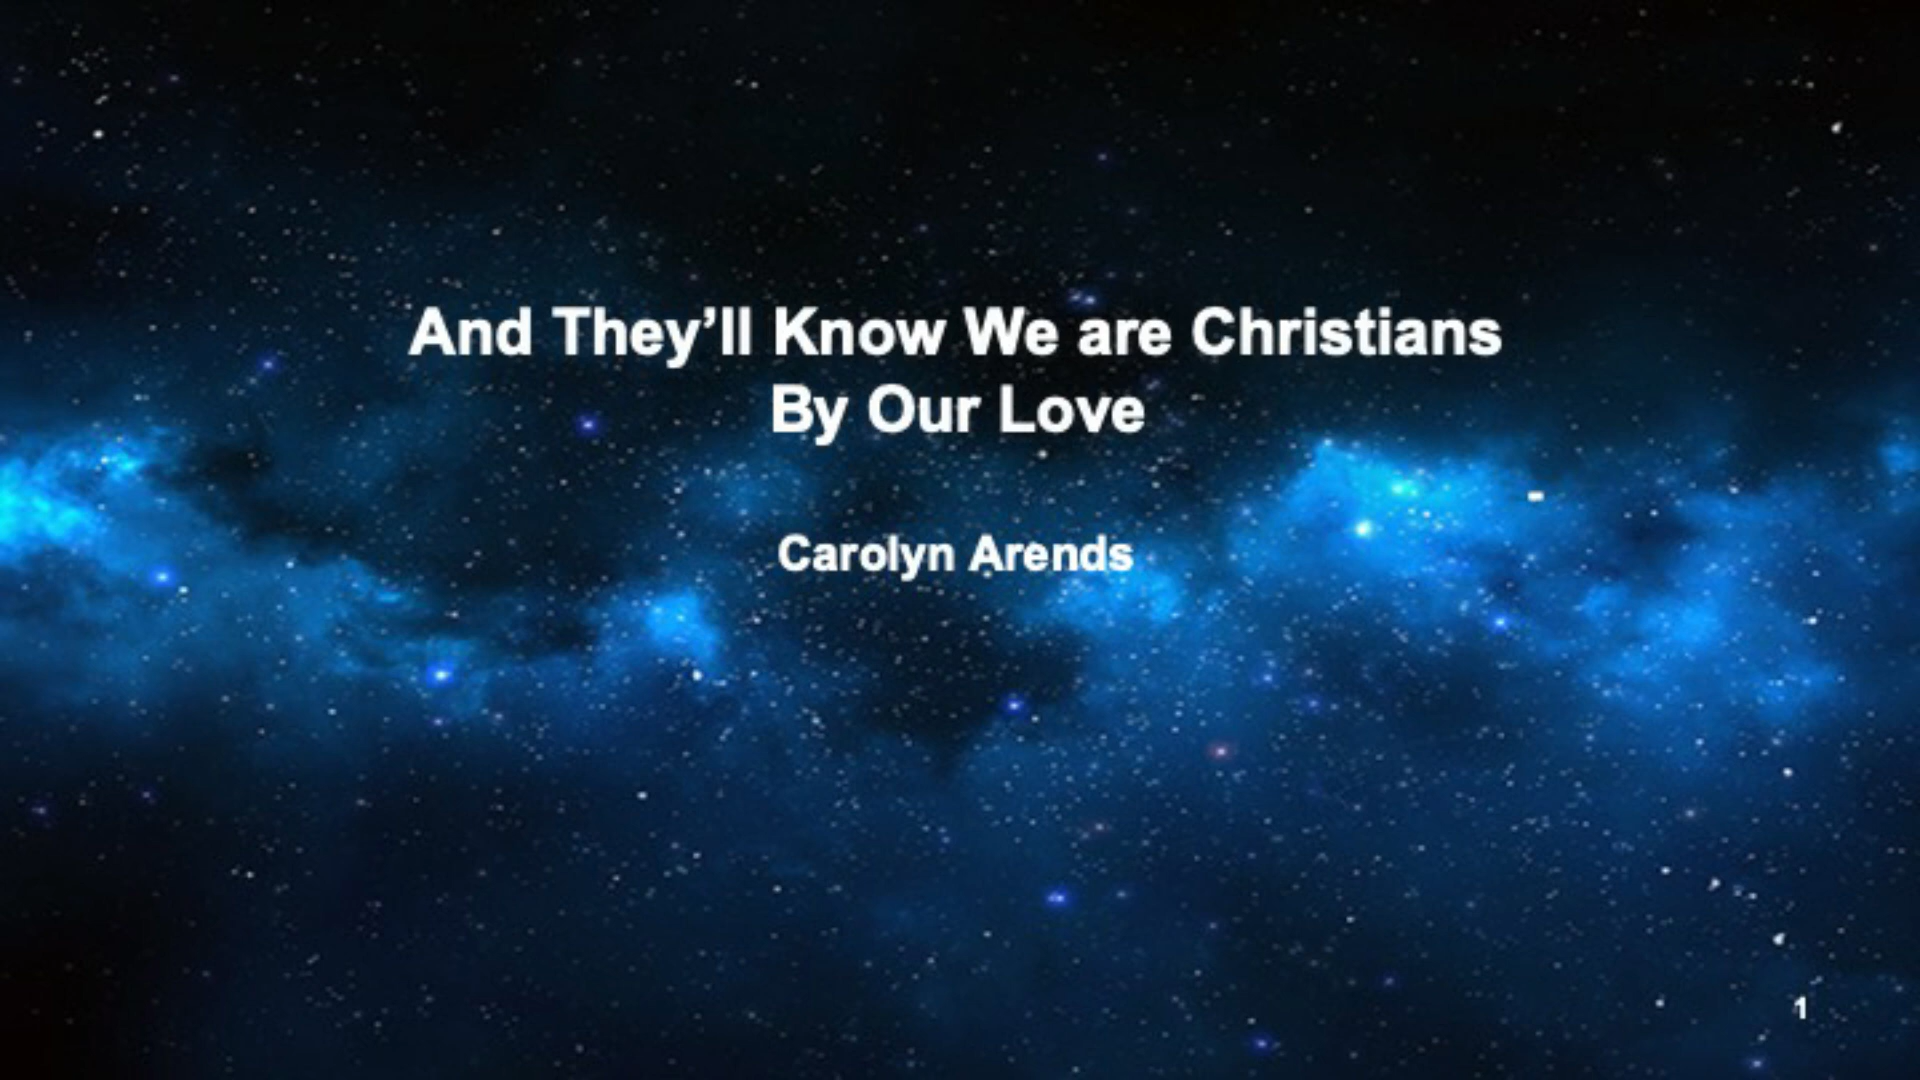 And They’ll Know We are Christians
By Our Love
Carolyn Arends
1